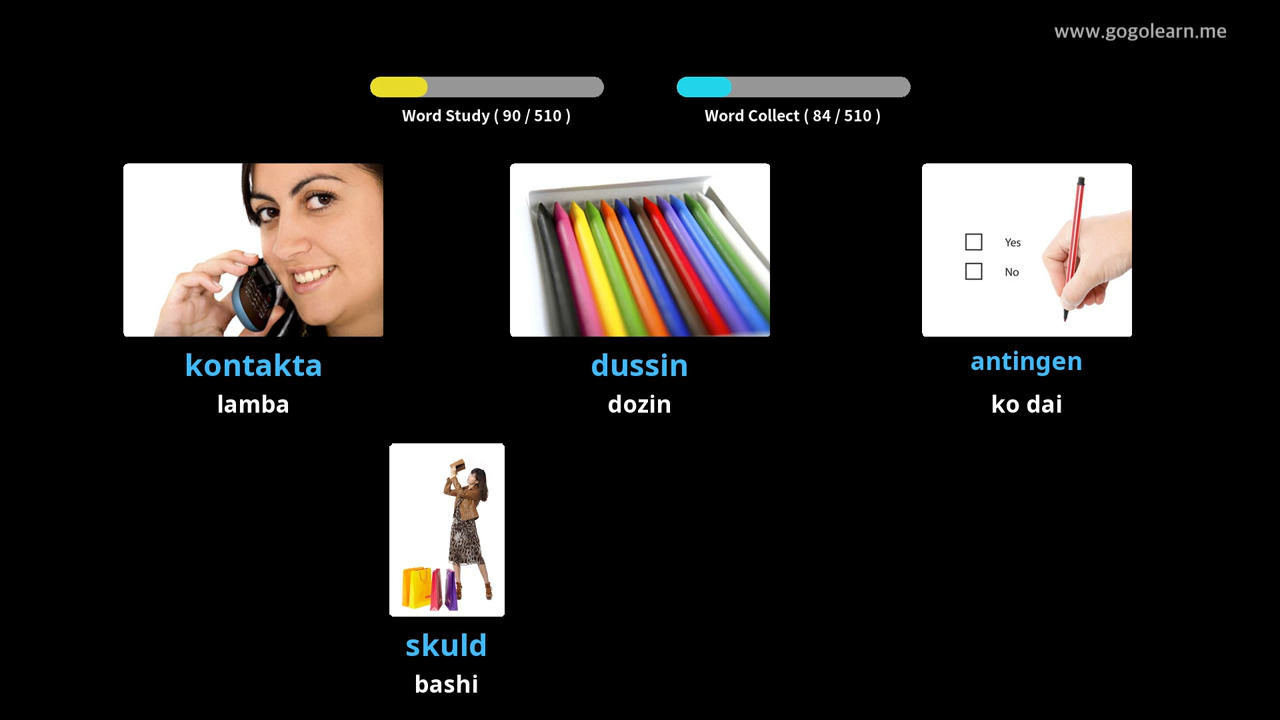 www.gogolearn.me
Word Study ( 90 / 510 )
Word Collect ( 84 / 510 )
Yes
No
kontakta
lamba
dussin
dozin
antingen
ko dai
skuld
bashi